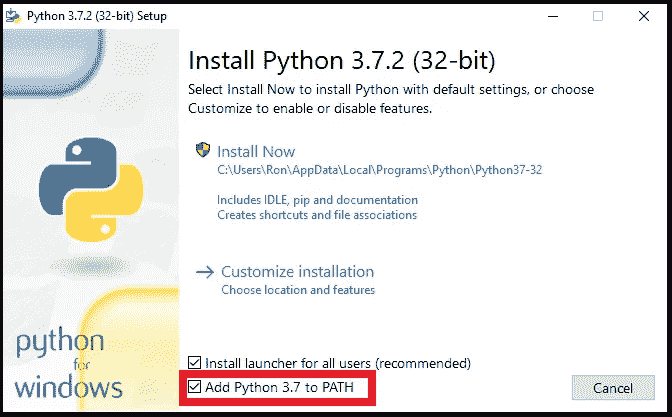 Python 3.7.2 (32-bit) Setup
Install Python 3.7.2 (32-bit)
Select Install Now to install Python with default settings, or choose
Customize to enable or disable features.
Install Now
C:\Users\Ron\AppData\Local\Programs\Python\Python37-32
Includes IDLE, pip and documentation
Creates shortcuts and file associations
Customize installation
Choose location and features
python
for
windows
Install launcher for all users (recommended)
Add Python 3.7 to PATH
Cancel